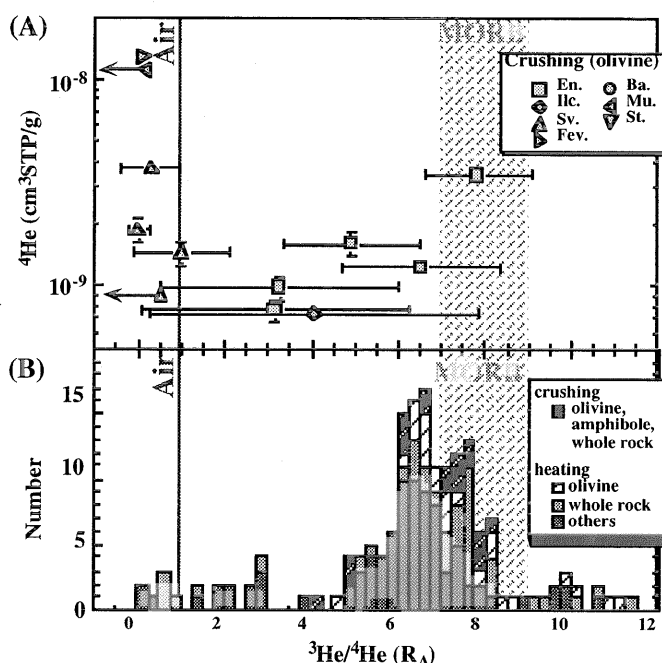 (A)
Air
MORB
Crushing (olivine)
En.
Ba.
Ilc.
Mu.
Sv.
St.
Fev.
10⁻⁸
10⁻⁹
⁴He (cm³STP/g)
(B)
Air
MORB
crushing
olivine,
amphibole,
whole rock
heating
olivine
whole rock
others
15
10
5
0
Number
0 2 4 6 8 10 12
³He/⁴He (R_A)